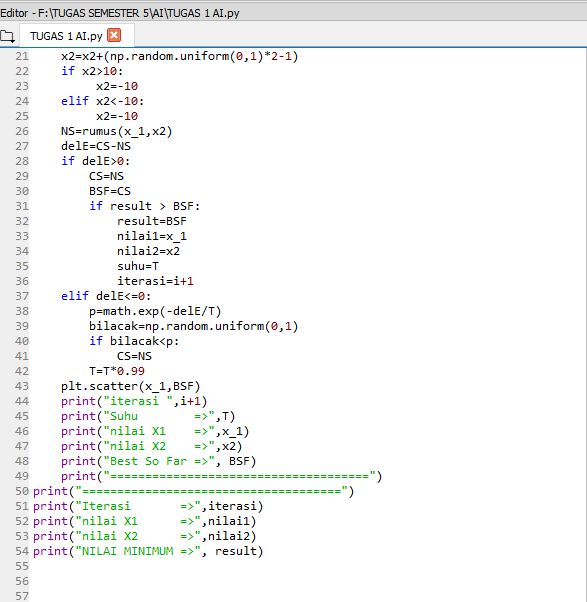 Editor - F:\TUGAS SEMESTER 5\AI\TUGAS 1 AI.py
TUGAS 1 AI.py
21     x2=x2+(np.random.uniform(0,1)*2-1)
22     if x2>10:
23          x2=-10
24     elif x2<-10:
25          x2=-10
26     NS=rumus(x_1,x2)
27     delE=CS-NS
28     if delE>0:
29         CS=NS
30         BSF=CS
31         if result > BSF:
32             result=BSF
33             nilai1=x_1
34             nilai2=x2
35             suhu=T
36             iterasi=i+1
37     elif delE<=0:
38         p=math.exp(-delE/T)
39         bilacak=np.random.uniform(0,1)
40         if bilacak<p:
41             CS=NS
42         T=T*0.99
43     plt.scatter(x_1,BSF)
44     print("iterasi ",i+1)
45     print("Suhu        =>",T)
46     print("nilai X1    =>",x_1)
47     print("nilai X2    =>",x2)
48     print("Best So Far =>", BSF)
49     print("=====================================")
50 print("=====================================")
51 print("Iterasi       =>",iterasi)
52 print("nilai X1      =>",nilai1)
53 print("nilai X2      =>",nilai2)
54 print("NILAI MINIMUM =>", result)
55
56
57